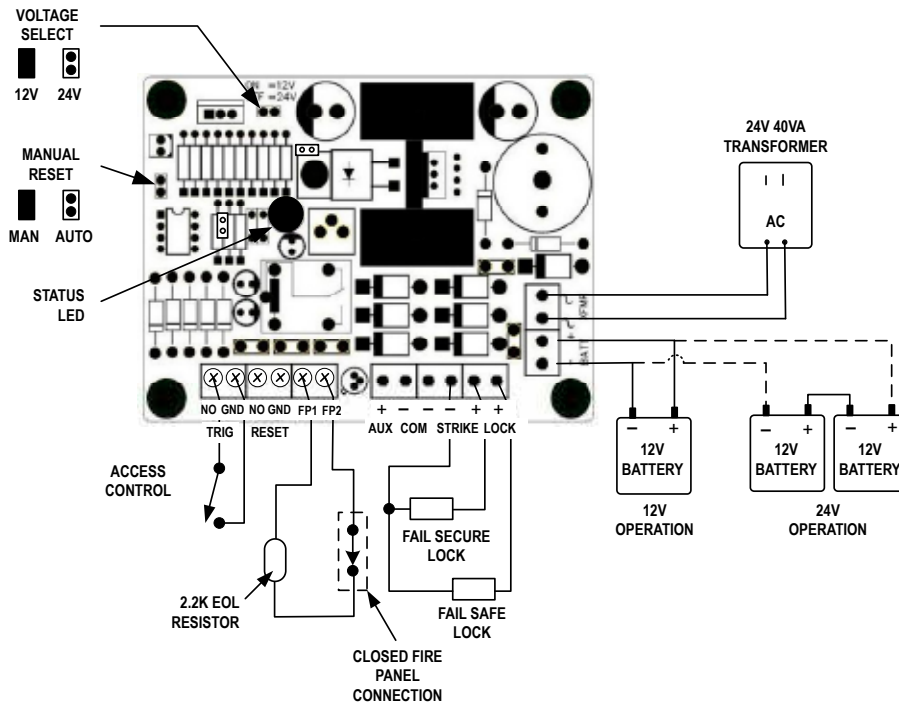 VOLTAGE
SELECT
12V 24V
ON =12V
OFF =24V
MANUAL
RESET
MAN AUTO
STATUS
LED
24V 40VA
TRANSFORMER
AC
XFMR
+ BATT -
NO GND NO GND FP1 FP2
TRIG RESET
+ - - - + +
AUX COM STRIKE LOCK
ACCESS
CONTROL
2.2K EOL
RESISTOR
CLOSED FIRE
PANEL
CONNECTION
FAIL SECURE
LOCK
FAIL SAFE
LOCK
- +
12V
BATTERY
12V
OPERATION
- +
12V
BATTERY
- +
12V
BATTERY
24V
OPERATION